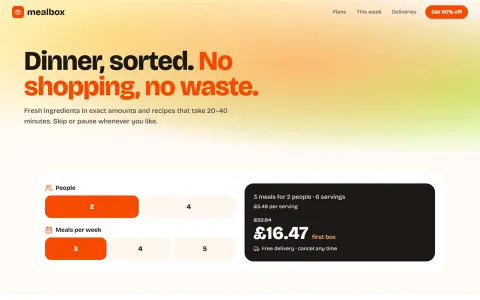 mealbox
Plans
This week
Deliveries
Get 50% off
Dinner, sorted. No
shopping, no waste.
Fresh ingredients in exact amounts and recipes that take 20–40
minutes. Skip or pause whenever you like.
People
2
4
Meals per week
3
4
5
3 meals for 2 people · 6 servings
£5.49 per serving
£32.94
£16.47 first box
Free delivery · cancel any time